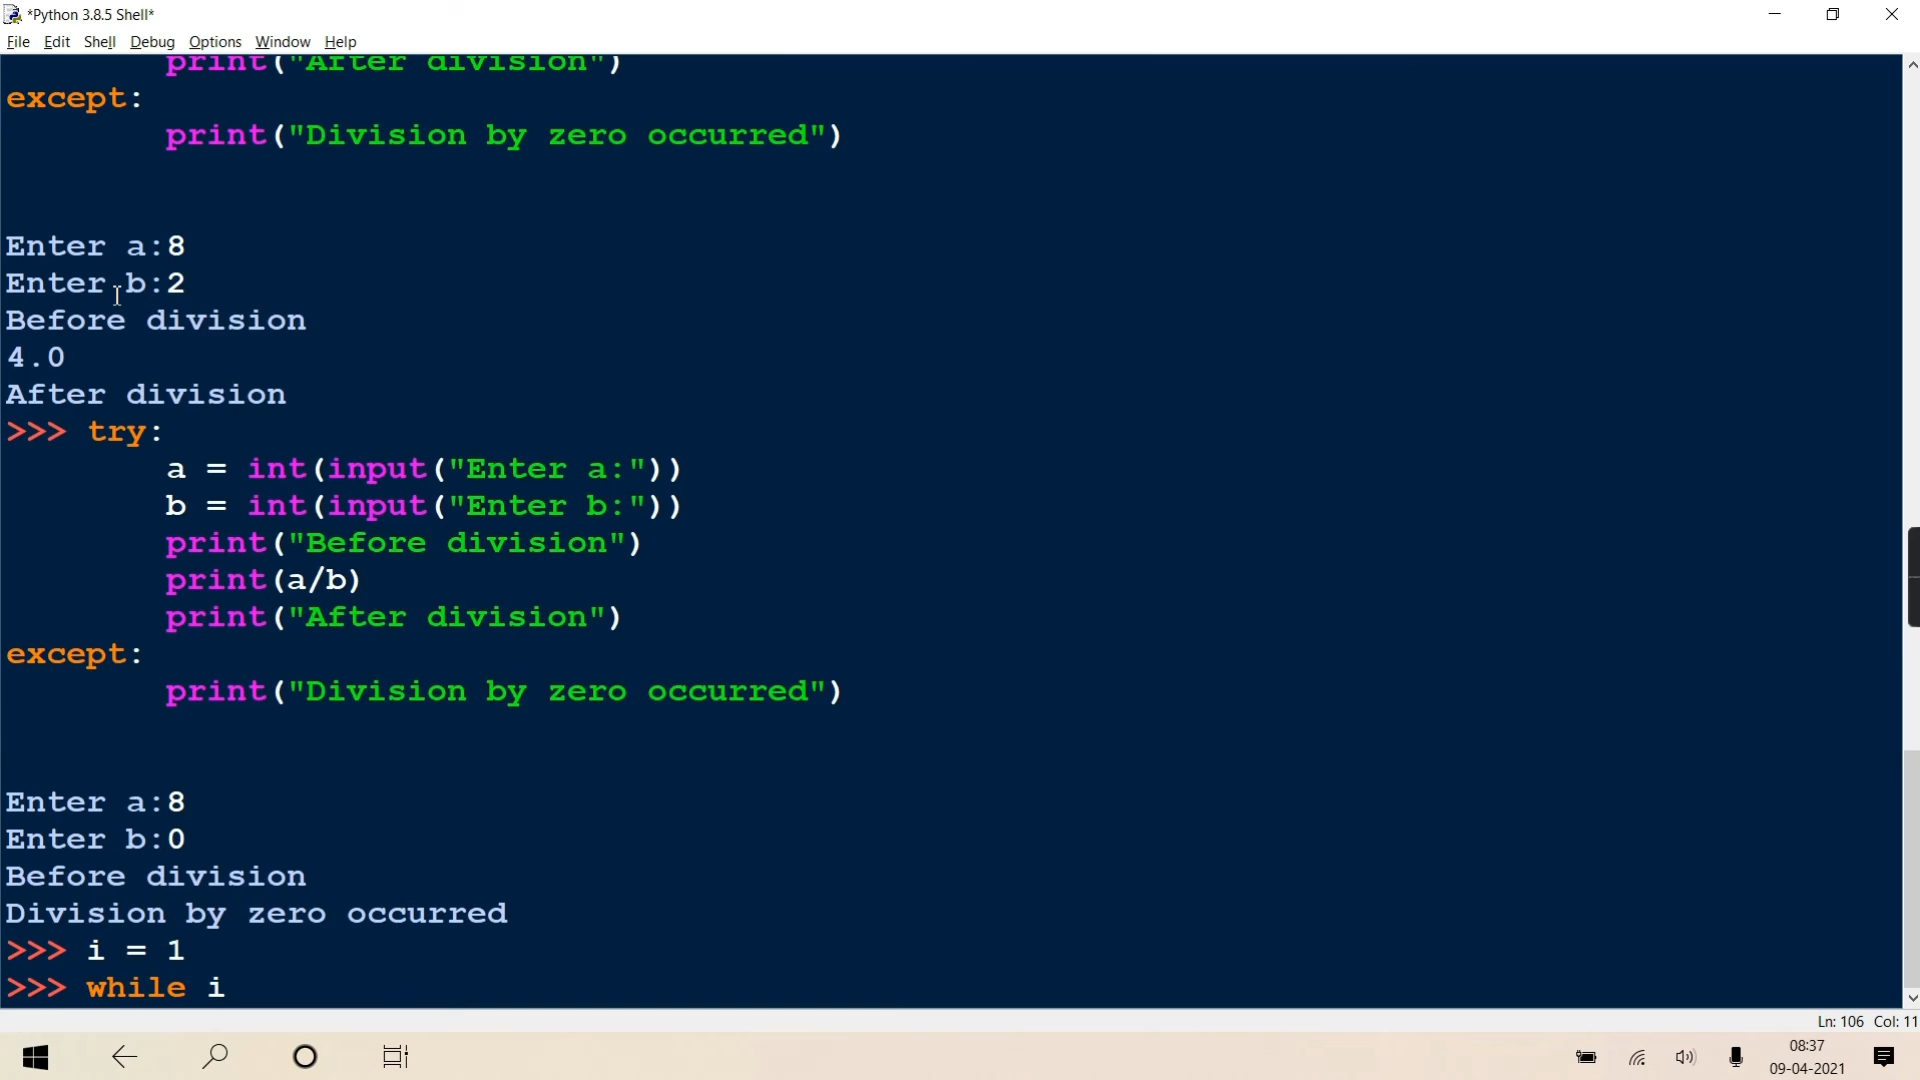 *Python 3.8.5 Shell*
File Edit Shell Debug Options Window Help
print("After division")
except:
print("Division by zero occurred")
Enter a:8
Enter b:2
Before division
4.0
After division
>>> try:
a = int(input("Enter a:"))
b = int(input("Enter b:"))
print("Before division")
print(a/b)
print("After division")
except:
print("Division by zero occurred")
Enter a:8
Enter b:0
Before division
Division by zero occurred
>>> i = 1
>>> while i
Ln: 106 Col: 11
08:37
09-04-2021